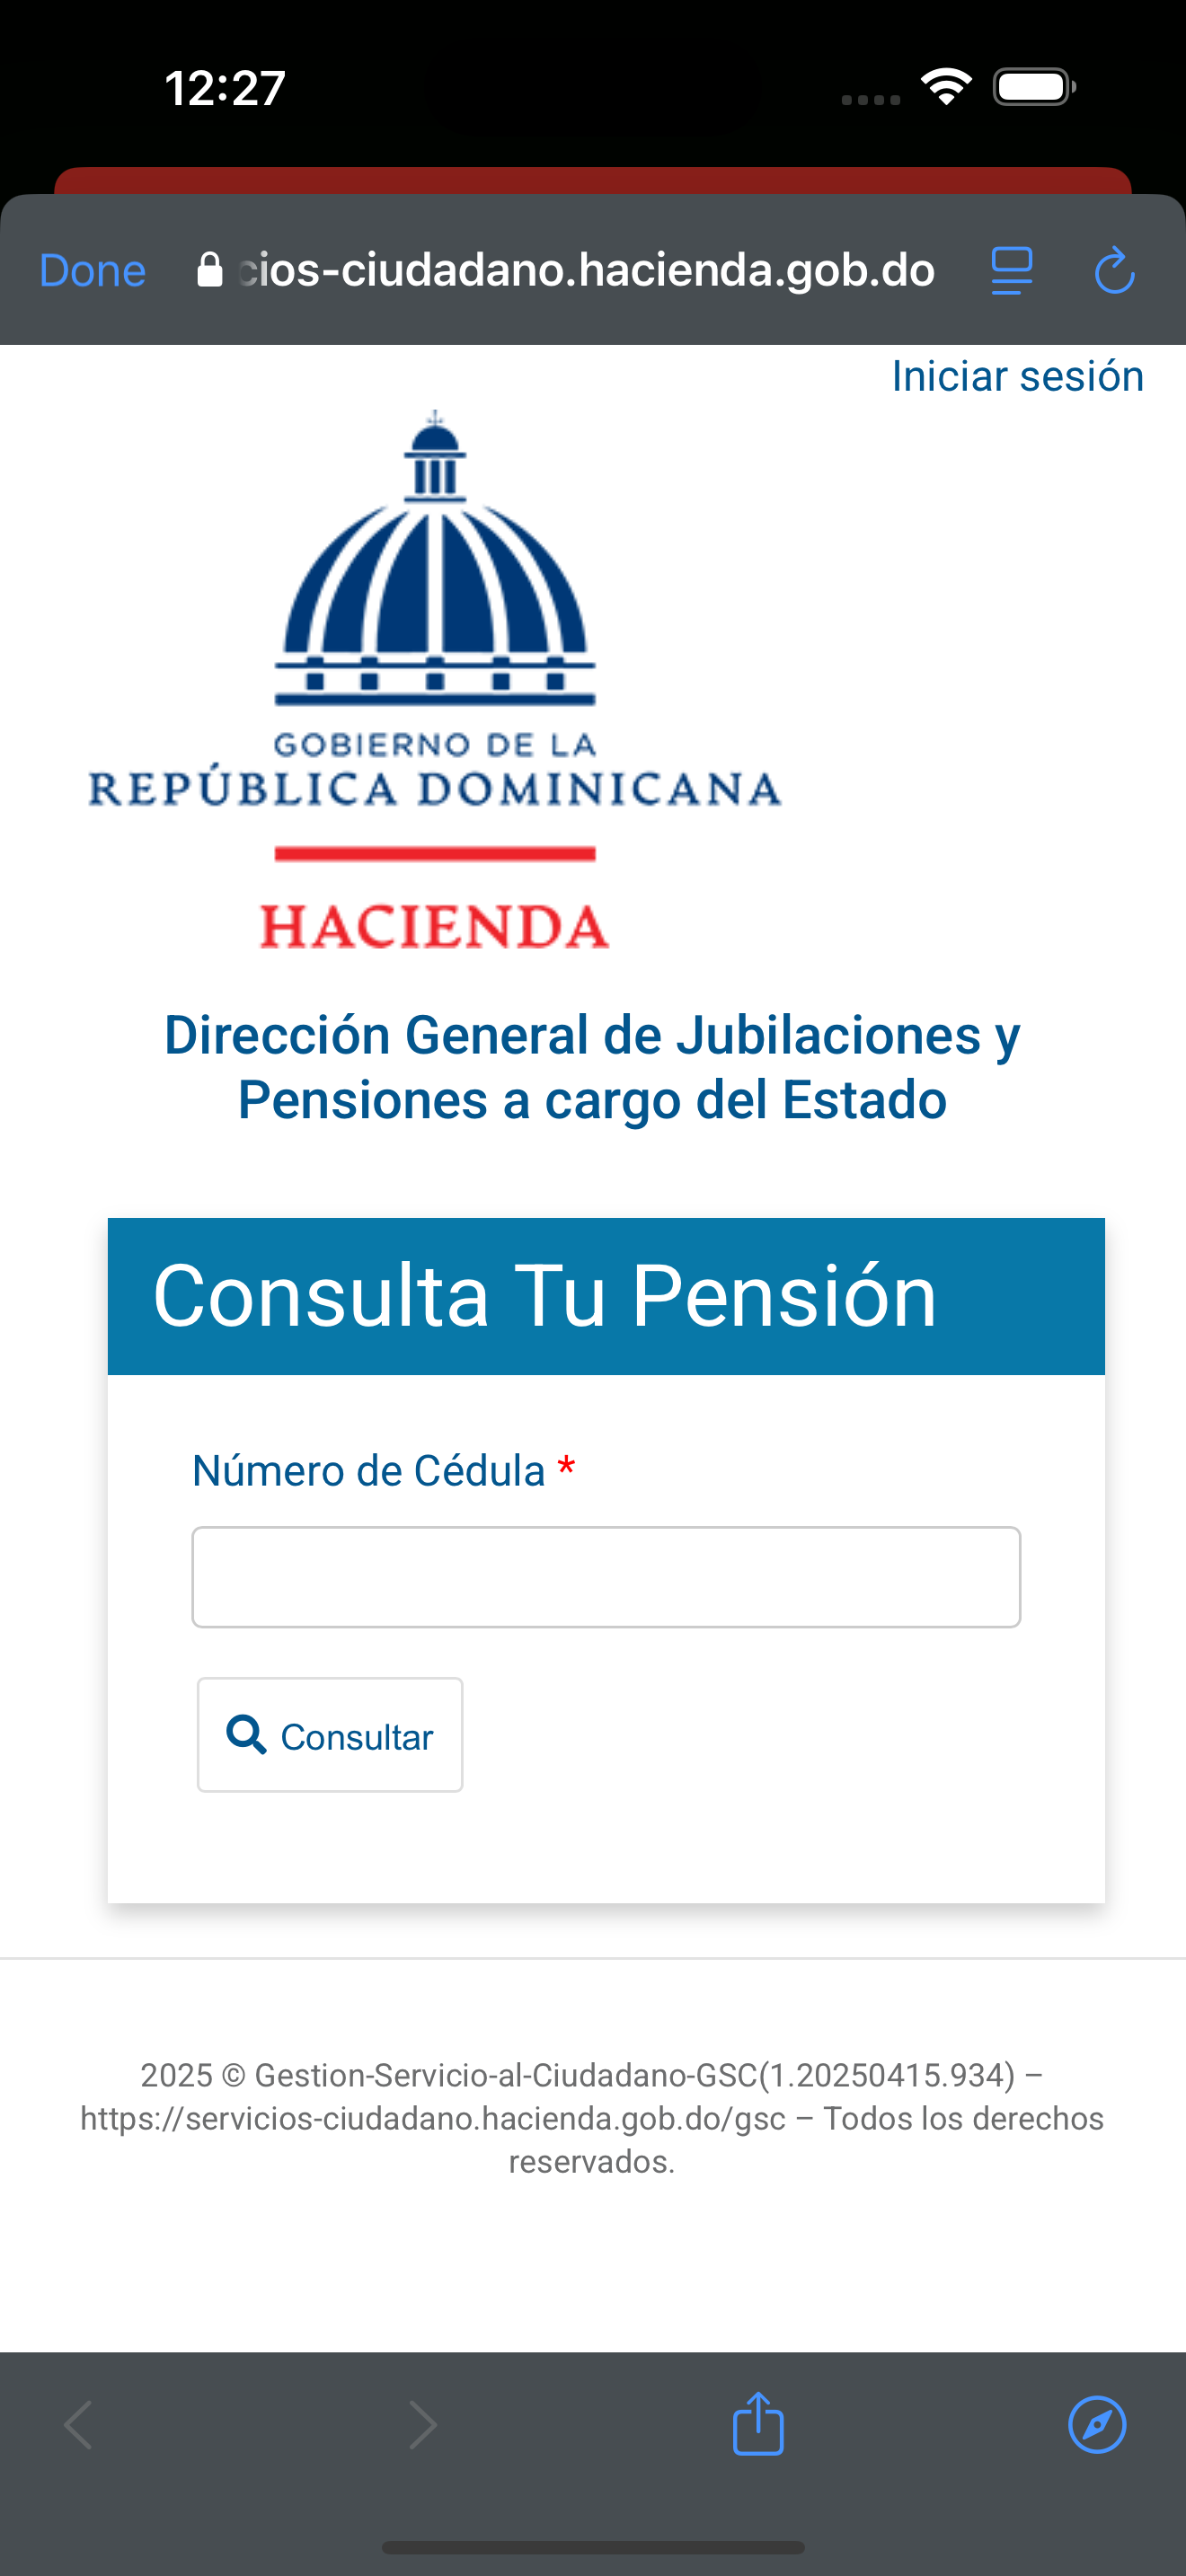 12:27
Done
cios-ciudadano.hacienda.gob.do
Iniciar sesión
GOBIERNO DE LA
REPÚBLICA DOMINICANA
HACIENDA
Dirección General de Jubilaciones y
Pensiones a cargo del Estado
Consulta Tu Pensión
Número de Cédula *
Consultar
2025 © Gestion-Servicio-al-Ciudadano-GSC(1.20250415.934) –
https://servicios-ciudadano.hacienda.gob.do/gsc – Todos los derechos
reservados.